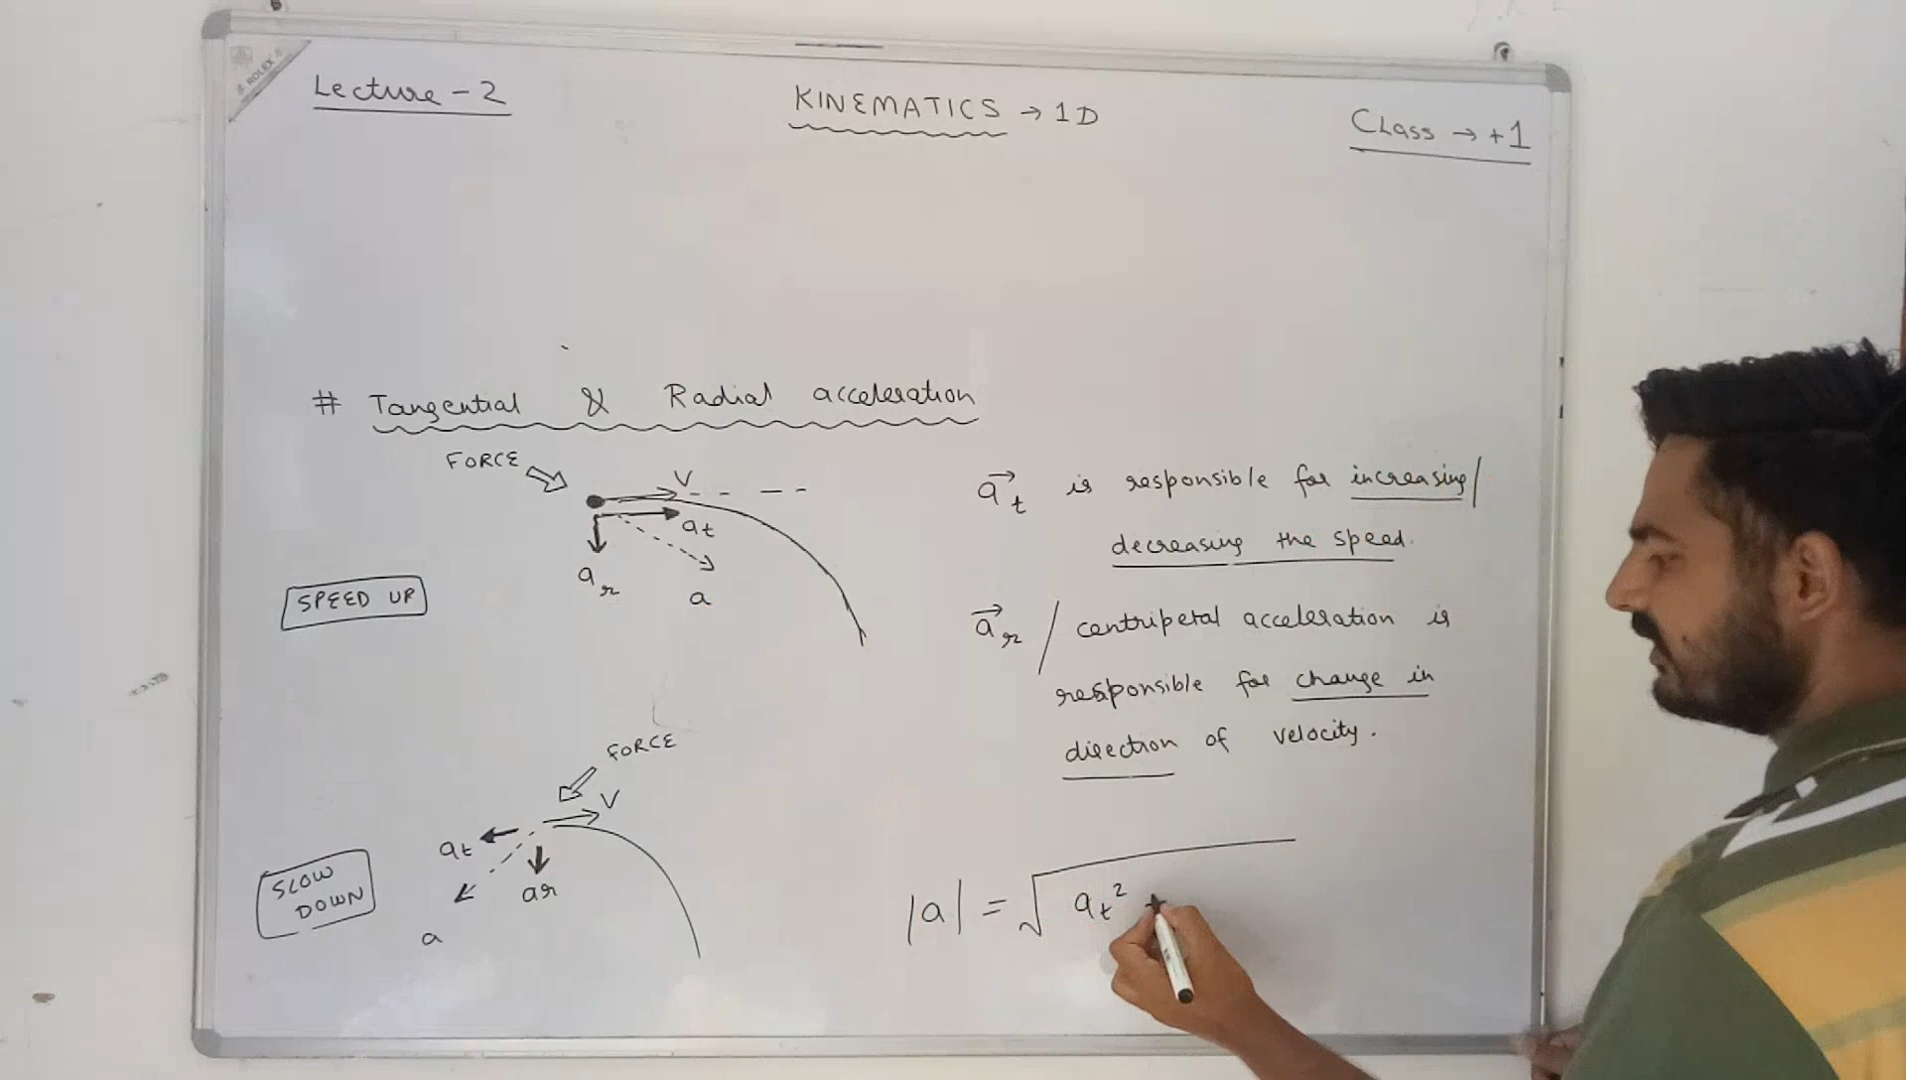 ROLEX
Lecture - 2
KINEMATICS → 1D
Class → +1
# Tangential & Radial acceleration
FORCE
V
at
ar
a
SPEED UP
a⃗t is responsible for increasing/
decreasing the speed.
a⃗r / centripetal acceleration is
responsible for change in
direction of velocity.
FORCE
V
at
ar
a
SLOW
DOWN
|a| = √ at² +